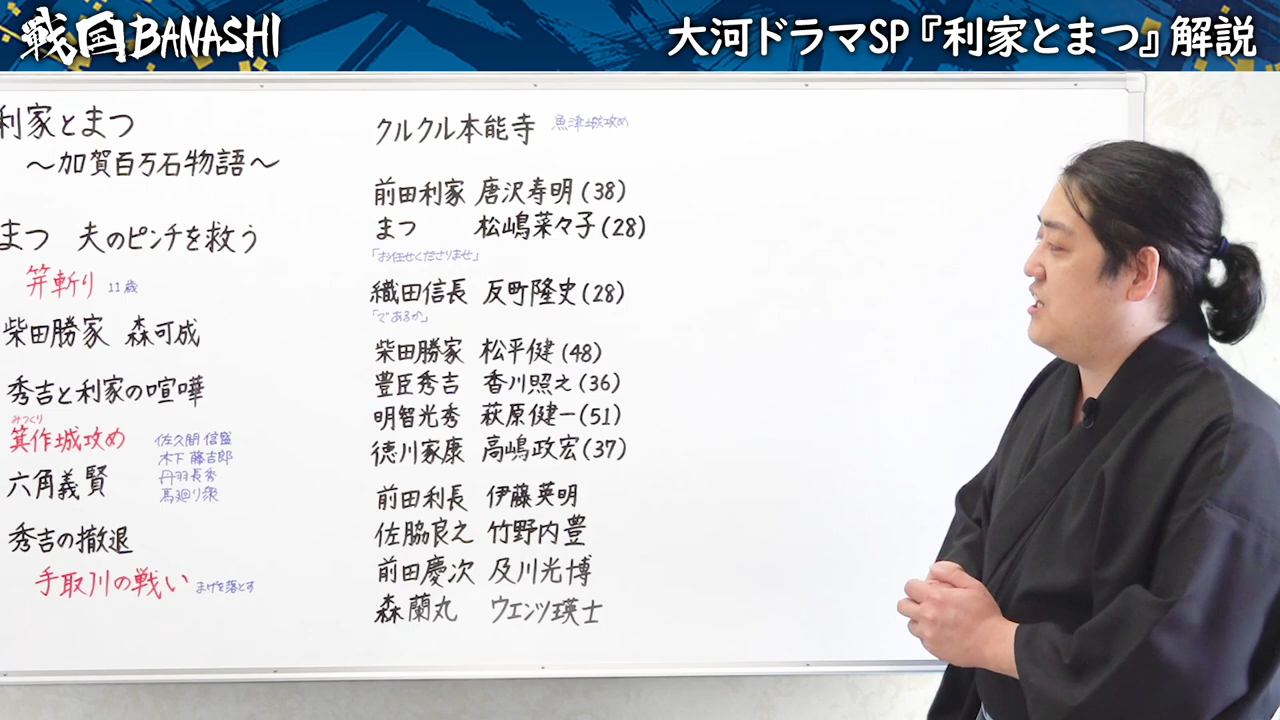 戦国BANASHI
大河ドラマSP『利家とまつ』解説
利家とまつ
〜加賀百万石物語〜
まつ 夫のピンチを救う
笄斬り 11歳
柴田勝家 森可成
秀吉と利家の喧嘩
みつくり
箕作城攻め
佐久間信盛
木下藤吉郎
丹羽長秀
馬廻り衆
六角義賢
秀吉の撤退
手取川の戦い まげを落とす
クルクル本能寺 魚津城攻め
前田利家 唐沢寿明(38)
まつ 松嶋菜々子(28)
「お任せくださりませ」
織田信長 反町隆史(28)
「であるか」
柴田勝家 松平健(48)
豊臣秀吉 香川照之(36)
明智光秀 萩原健一(51)
徳川家康 高嶋政宏(37)
前田利長 伊藤英明
佐脇良之 竹野内豊
前田慶次 及川光博
森蘭丸 ウエンツ瑛士